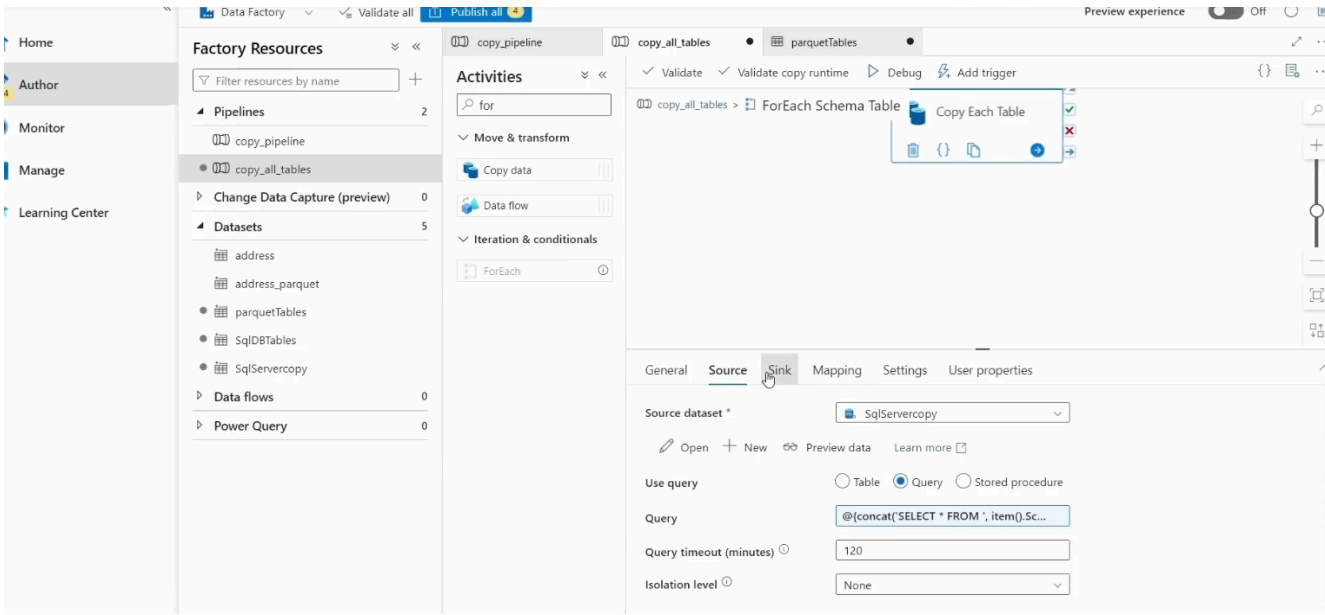 Data Factory
Validate all
Publish all 4
Preview experience
Off
Home
Author
4
Monitor
Manage
Learning Center
Factory Resources
Filter resources by name
Pipelines 2
copy_pipeline
copy_all_tables
Change Data Capture (preview) 0
Datasets 5
address
address_parquet
parquetTables
SqlDBTables
SqlServercopy
Data flows 0
Power Query 0
copy_pipeline
copy_all_tables
parquetTables
Activities
for
Move & transform
Copy data
Data flow
Iteration & conditionals
ForEach
Validate
Validate copy runtime
Debug
Add trigger
copy_all_tables > ForEach Schema Table
Copy Each Table
General Source Sink Mapping Settings User properties
Source dataset * SqlServercopy
Open New Preview data Learn more
Use query Table Query Stored procedure
Query @{concat('SELECT * FROM ', item().Sc...
Query timeout (minutes) 120
Isolation level None